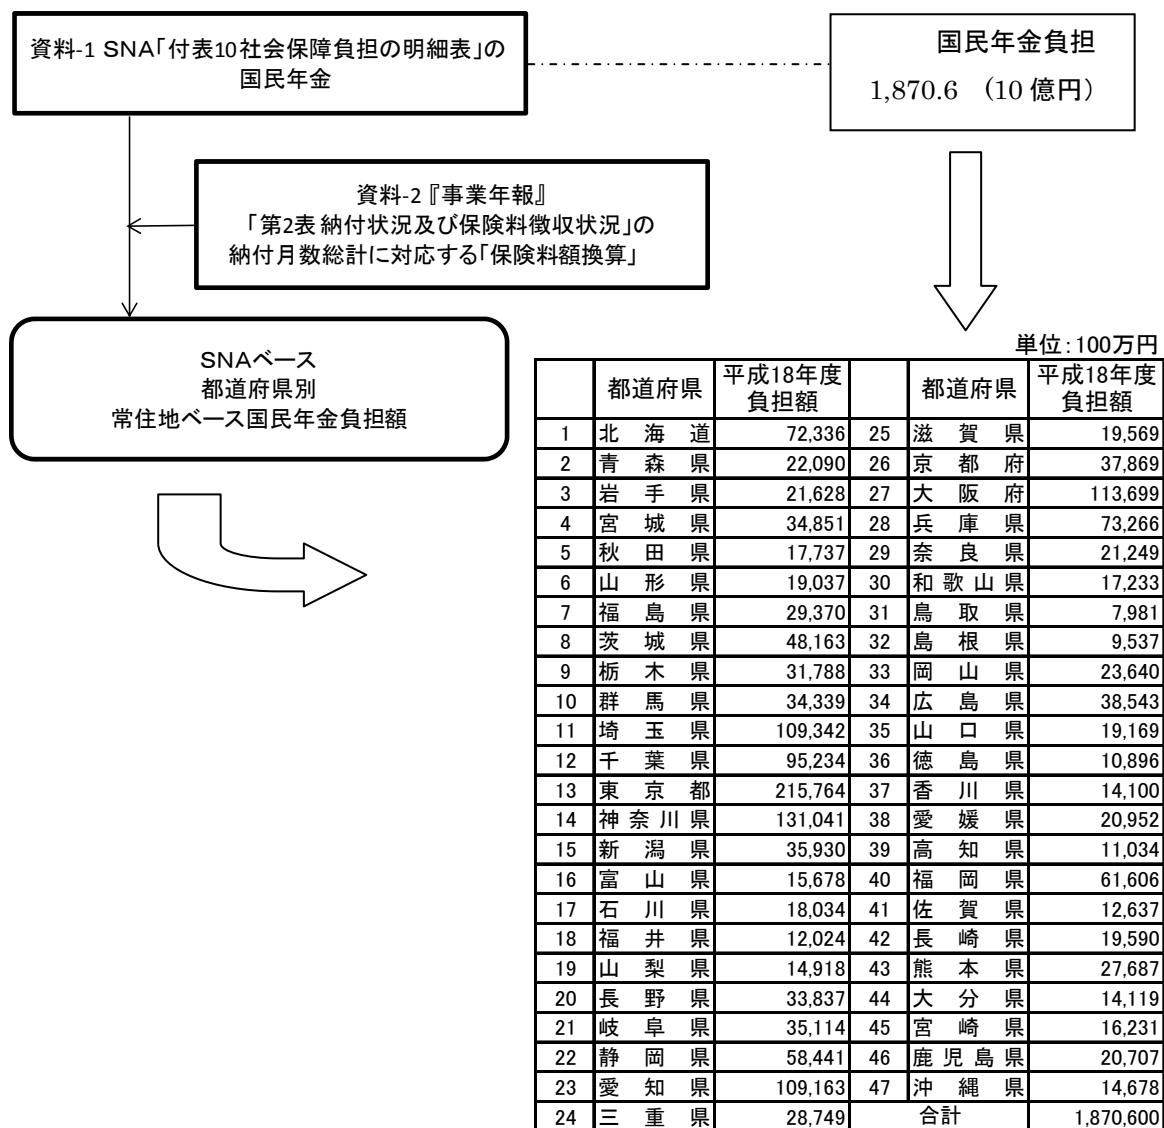 資料-1 SNA「付表10社会保障負担の明細表」の
国民年金
国民年金負担
1,870.6 （10 億円）
資料-2『事業年報』
「第2表 納付状況及び保険料徴収状況」の
納付月数総計に対応する「保険料額換算」
SNAベース
都道府県別
常住地ベース国民年金負担額
単位：100万円
都道府県 平成18年度負担額 都道府県 平成18年度負担額
1 北海道 72,336 25 滋賀県 19,569
2 青森県 22,090 26 京都府 37,869
3 岩手県 21,628 27 大阪府 113,699
4 宮城県 34,851 28 兵庫県 73,266
5 秋田県 17,737 29 奈良県 21,249
6 山形県 19,037 30 和歌山県 17,233
7 福島県 29,370 31 鳥取県 7,981
8 茨城県 48,163 32 島根県 9,537
9 栃木県 31,788 33 岡山県 23,640
10 群馬県 34,339 34 広島県 38,543
11 埼玉県 109,342 35 山口県 19,169
12 千葉県 95,234 36 徳島県 10,896
13 東京都 215,764 37 香川県 14,100
14 神奈川県 131,041 38 愛媛県 20,952
15 新潟県 35,930 39 高知県 11,034
16 富山県 15,678 40 福岡県 61,606
17 石川県 18,034 41 佐賀県 12,637
18 福井県 12,024 42 長崎県 19,590
19 山梨県 14,918 43 熊本県 27,687
20 長野県 33,837 44 大分県 14,119
21 岐阜県 35,114 45 宮崎県 16,231
22 静岡県 58,441 46 鹿児島県 20,707
23 愛知県 109,163 47 沖縄県 14,678
24 三重県 28,749 合計 1,870,600